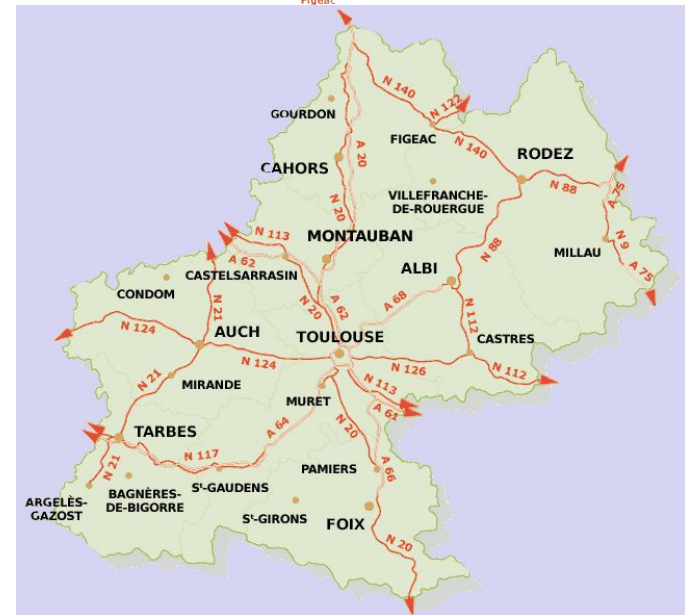 Figeac
N 140
N 122
GOURDON
FIGEAC
N 140
A 20
CAHORS
RODEZ
N 88
A 75
VILLEFRANCHE-
DE-ROUERGUE
N 20
N 113
MONTAUBAN
N 88
N 9
MILLAU
A 75
A 62
CASTELSARRASIN
ALBI
CONDOM
N 21
N 20
A 62
A 68
N 112
N 124
AUCH
TOULOUSE
CASTRES
N 124
N 126
N 112
N 21
MIRANDE
MURET
N 113
A 61
TARBES
A 64
N 20
N 117
A 66
N 21
PAMIERS
ARGELÈS-
GAZOST
BAGNÈRES-
DE-BIGORRE
Sᵗ-GAUDENS
Sᵗ-GIRONS
FOIX
N 20